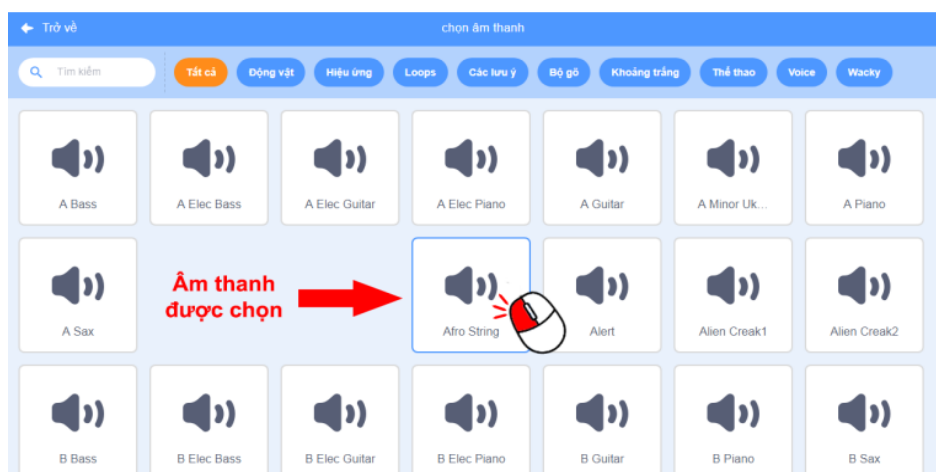 Trở về
chọn âm thanh
Tìm kiếm
Tất cả
Động vật
Hiệu ứng
Loops
Các lưu ý
Bộ gõ
Khoảng trắng
Thể thao
Voice
Wacky
A Bass
A Elec Bass
A Elec Guitar
A Elec Piano
A Guitar
A Minor Uk...
A Piano
A Sax
Âm thanh
được chọn
Afro String
Alert
Alien Creak1
Alien Creak2
B Bass
B Elec Bass
B Elec Guitar
B Elec Piano
B Guitar
B Piano
B Sax